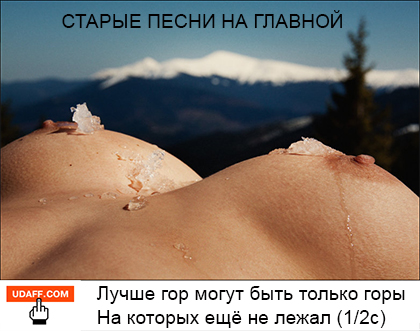 СТАРЫЕ ПЕСНИ НА ГЛАВНОЙ
UDAFF.COM
Лучше гор могут быть только горы
На которых ещё не лежал (1/2с)